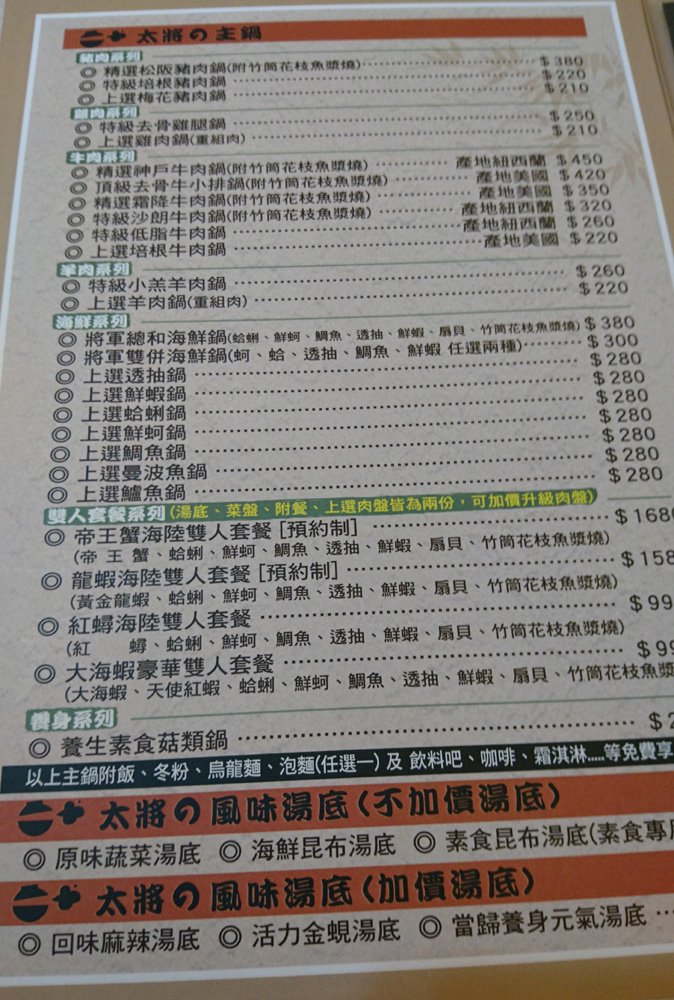 太將の主鍋
豬肉系列
◎ 精選松阪豬肉鍋(附竹筒花枝魚漿燒) $380
◎ 特級培根豬肉鍋 $220
◎ 上選梅花豬肉鍋 $210
雞肉系列
◎ 特級去骨雞腿鍋 $250
◎ 上選雞肉鍋(重組肉) $210
牛肉系列
◎ 精選神戶牛肉鍋(附竹筒花枝魚漿燒) 產地紐西蘭 $450
◎ 頂級去骨牛小排鍋(附竹筒花枝魚漿燒) 產地美國 $420
◎ 精選霜降牛肉鍋(附竹筒花枝魚漿燒) 產地美國 $350
◎ 特級沙朗牛肉鍋(附竹筒花枝魚漿燒) 產地紐西蘭 $320
◎ 特級低脂牛肉鍋 產地紐西蘭 $260
◎ 上選培根牛肉鍋 產地美國 $220
羊肉系列
◎ 特級小羔羊肉鍋 $260
◎ 上選羊肉鍋(重組肉) $220
海鮮系列
◎ 將軍總和海鮮鍋(蛤蜊、鮮蚵、鯛魚、透抽、鮮蝦、扇貝、竹筒花枝魚漿燒) $380
◎ 將軍雙併海鮮鍋(蚵、蛤、透抽、鯛魚、鮮蝦 任選兩種) $300
◎ 上選透抽鍋 $280
◎ 上選鮮蝦鍋 $280
◎ 上選蛤蜊鍋 $280
◎ 上選鮮蚵鍋 $280
◎ 上選鯛魚鍋 $280
◎ 上選曼波魚鍋 $280
◎ 上選鱸魚鍋 $280
雙人套餐系列(湯底、菜盤、附餐、上選肉盤皆為兩份，可加價升級肉盤)
◎ 帝王蟹海陸雙人套餐[預約制] $168
(帝王蟹、蛤蜊、鮮蚵、鯛魚、透抽、鮮蝦、扇貝、竹筒花枝魚漿燒)
◎ 龍蝦海陸雙人套餐[預約制] $158
(黃金龍蝦、蛤蜊、鮮蚵、鯛魚、透抽、鮮蝦、扇貝、竹筒花枝魚漿燒)
◎ 紅蟳海陸雙人套餐 $99
(紅 蟳、蛤蜊、鮮蚵、鯛魚、透抽、鮮蝦、扇貝、竹筒花枝魚漿燒)
◎ 大海蝦豪華雙人套餐 $99
(大海蝦、天使紅蝦、蛤蜊、鮮蚵、鯛魚、透抽、鮮蝦、扇貝、竹筒花枝魚漿
養身系列
◎ 養生素食菇類鍋 $2
以上主鍋附飯、冬粉、烏龍麵、泡麵(任選一)及 飲料吧、咖啡、霜淇淋.....等免費享
太將の風味湯底(不加價湯底)
◎ 原味蔬菜湯底 ◎ 海鮮昆布湯底 ◎ 素食昆布湯底(素食專
太將の風味湯底(加價湯底)
◎ 回味麻辣湯底 ◎ 活力金蜆湯底 ◎ 當歸養身元氣湯底